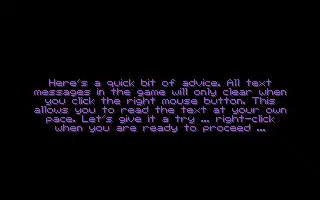 Here's a quick bit of advice. All text
messages in the game will only clear when
you click the right mouse button. This
allows you to read the text at your own
pace. Let's give it a try ... right-click
when you are ready to proceed ...